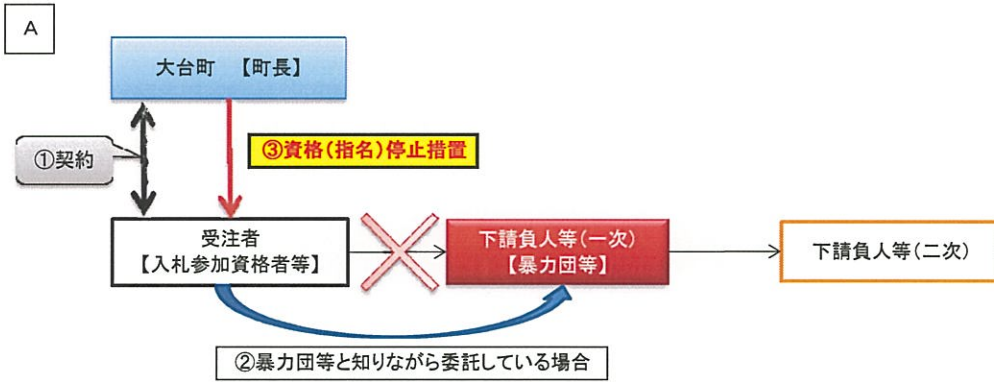 A
大台町 【町長】
①契約
③資格(指名)停止措置
受注者
【入札参加資格者等】
下請負人等(一次)
【暴力団等】
下請負人等(二次)
②暴力団等と知りながら委託している場合